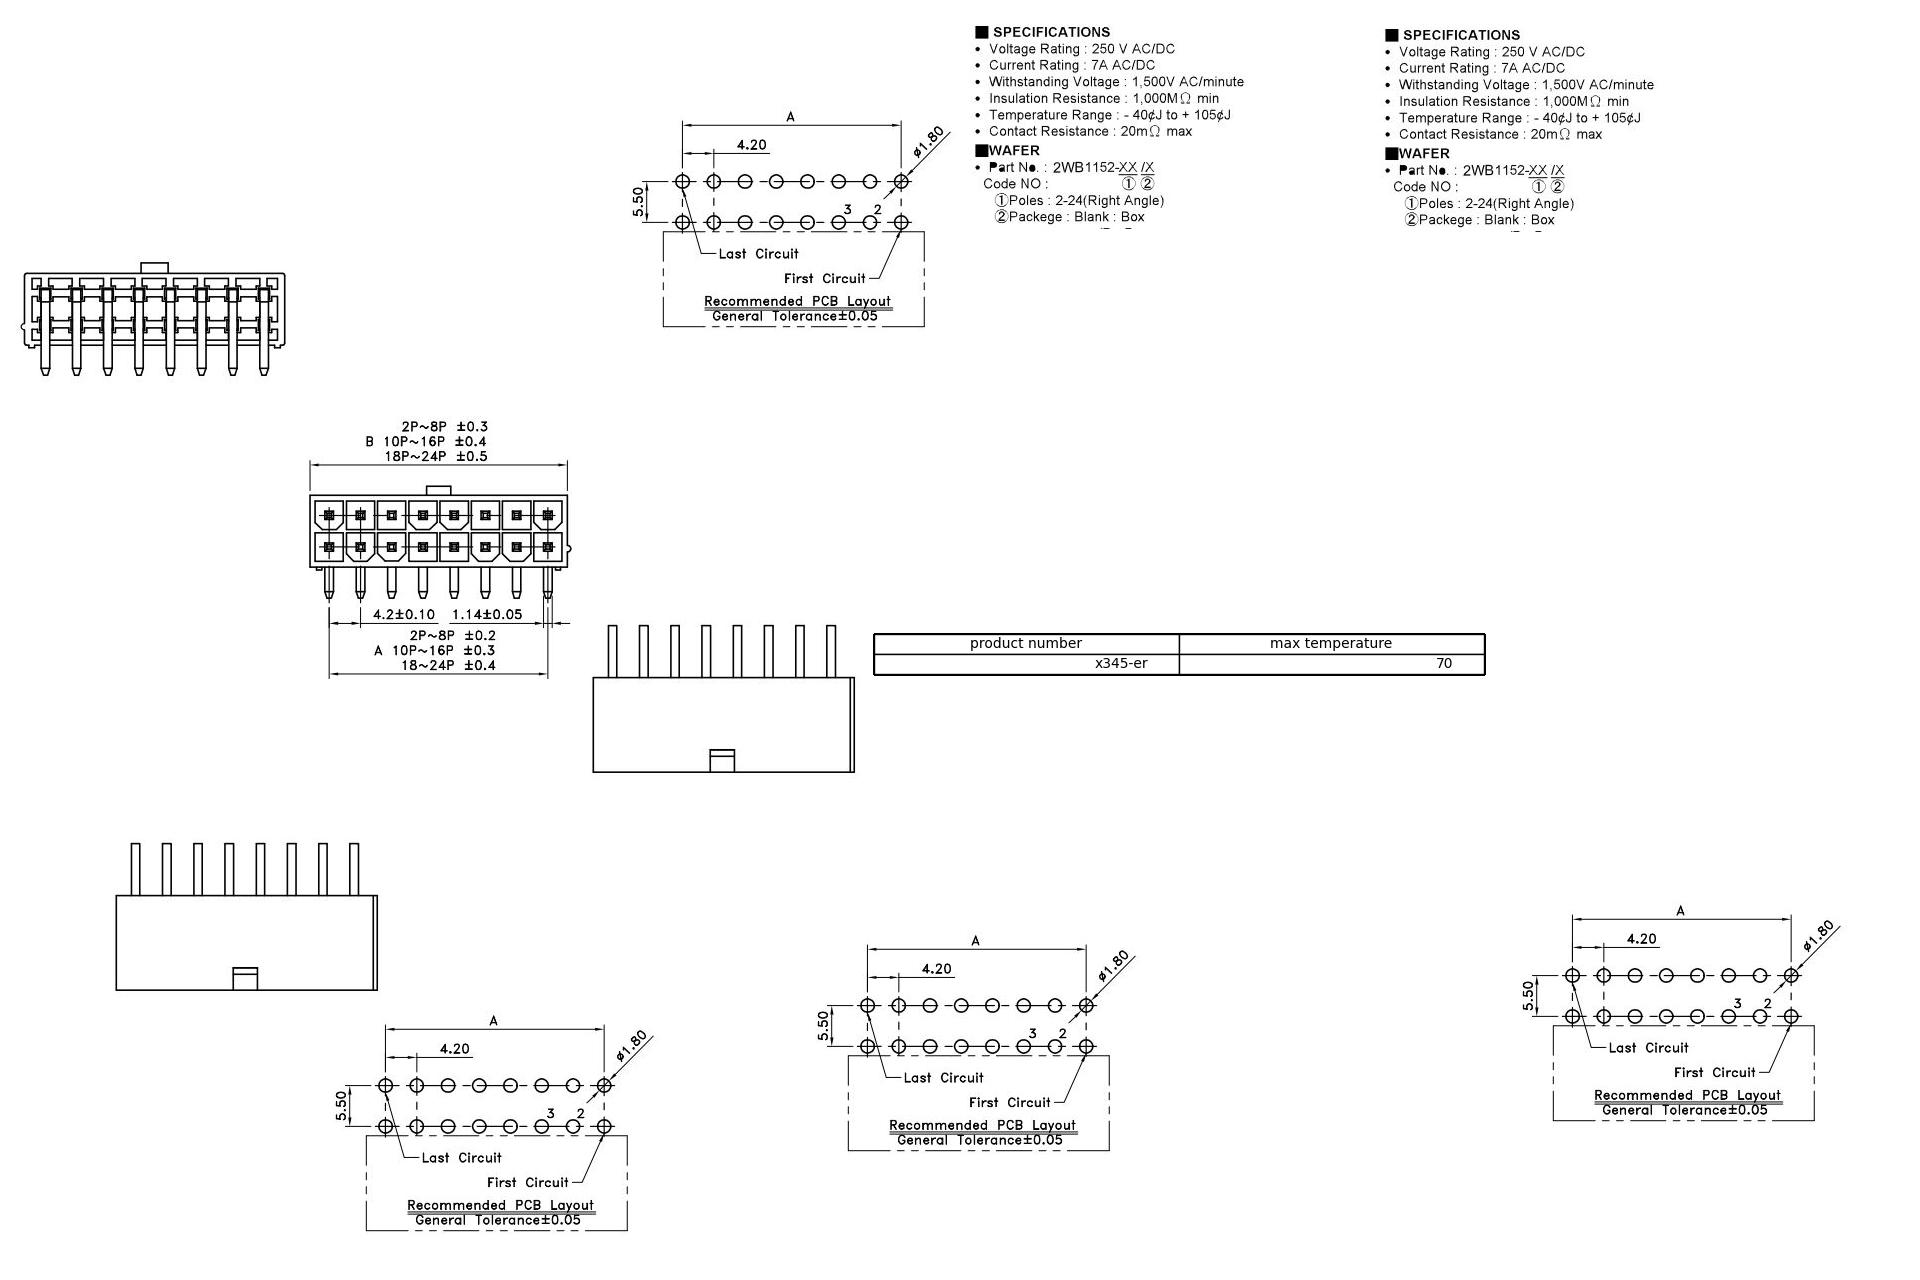 ■ SPECIFICATIONS
• Voltage Rating : 250 V AC/DC
• Current Rating : 7A AC/DC
• Withstanding Voltage : 1,500V AC/minute
• Insulation Resistance : 1,000MΩ min
• Temperature Range : - 40¢J to + 105¢J
• Contact Resistance : 20mΩ max
■WAFER
• Part No. : 2WB1152-XX /X
Code NO : ① ②
①Poles : 2-24(Right Angle)
②Packege : Blank : Box
■ SPECIFICATIONS
• Voltage Rating : 250 V AC/DC
• Current Rating : 7A AC/DC
• Withstanding Voltage : 1,500V AC/minute
• Insulation Resistance : 1,000MΩ min
• Temperature Range : - 40¢J to + 105¢J
• Contact Resistance : 20mΩ max
■WAFER
• Part No. : 2WB1152-XX /X
Code NO : ① ②
①Poles : 2-24(Right Angle)
②Packege : Blank : Box
A
4.20
ø1.80
5.50
3 2
Last Circuit
First Circuit
Recommended PCB Layout
General Tolerance±0.05
2P~8P ±0.3
B 10P~16P ±0.4
18P~24P ±0.5
4.2±0.10 1.14±0.05
2P~8P ±0.2
A 10P~16P ±0.3
18~24P ±0.4
product number max temperature
x345-er 70
A
4.20
ø1.80
5.50
3 2
Last Circuit
First Circuit
Recommended PCB Layout
General Tolerance±0.05
A
4.20
ø1.80
5.50
3 2
Last Circuit
First Circuit
Recommended PCB Layout
General Tolerance±0.05
A
4.20
ø1.80
5.50
3 2
Last Circuit
First Circuit
Recommended PCB Layout
General Tolerance±0.05